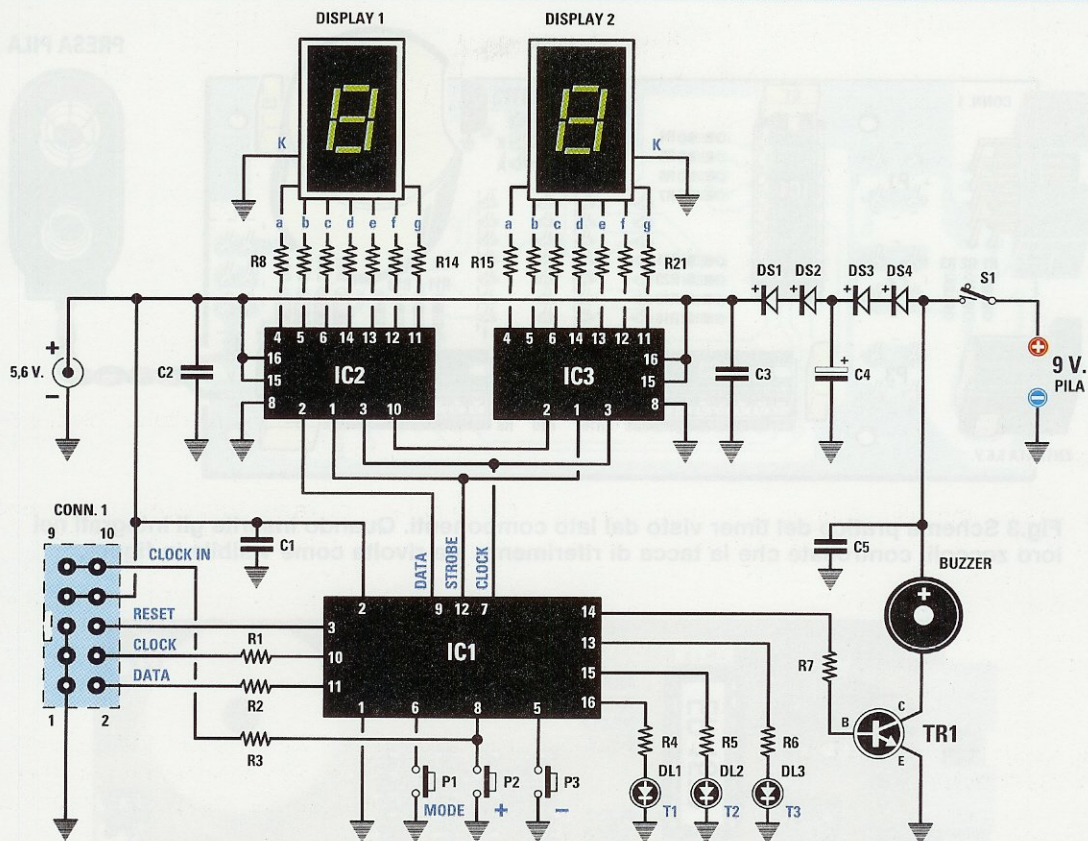 DISPLAY 1
DISPLAY 2
PRESA PILA
K
K
a b c d e f g
a b c d e f g
R8
R14
R15
R21
DS1 DS2 DS3 DS4
S1
+
5,6 V.
-
C2
4 5 6 14 13 12 11
16
15
8
IC2
2 1 3 10
4 5 6 14 13 12 11
16
15
8
IC3
2 1 3
C3
C4
+
9 V.
PILA
CONN. 1
9 10
1 2
CLOCK IN
RESET
CLOCK
DATA
R1
R2
R3
C1
DATA
STROBE
CLOCK
2 9 12 7
3
10
11
IC1
14
13
15
16
1 6 8 5
P1
MODE
P2
+
P3
-
R4
R5
R6
DL1
DL2
DL3
T1
T2
T3
R7
C5
BUZZER
+
B
C
E
TR1
Fig.3 Schema pratico del timer visto dal lato componenti.